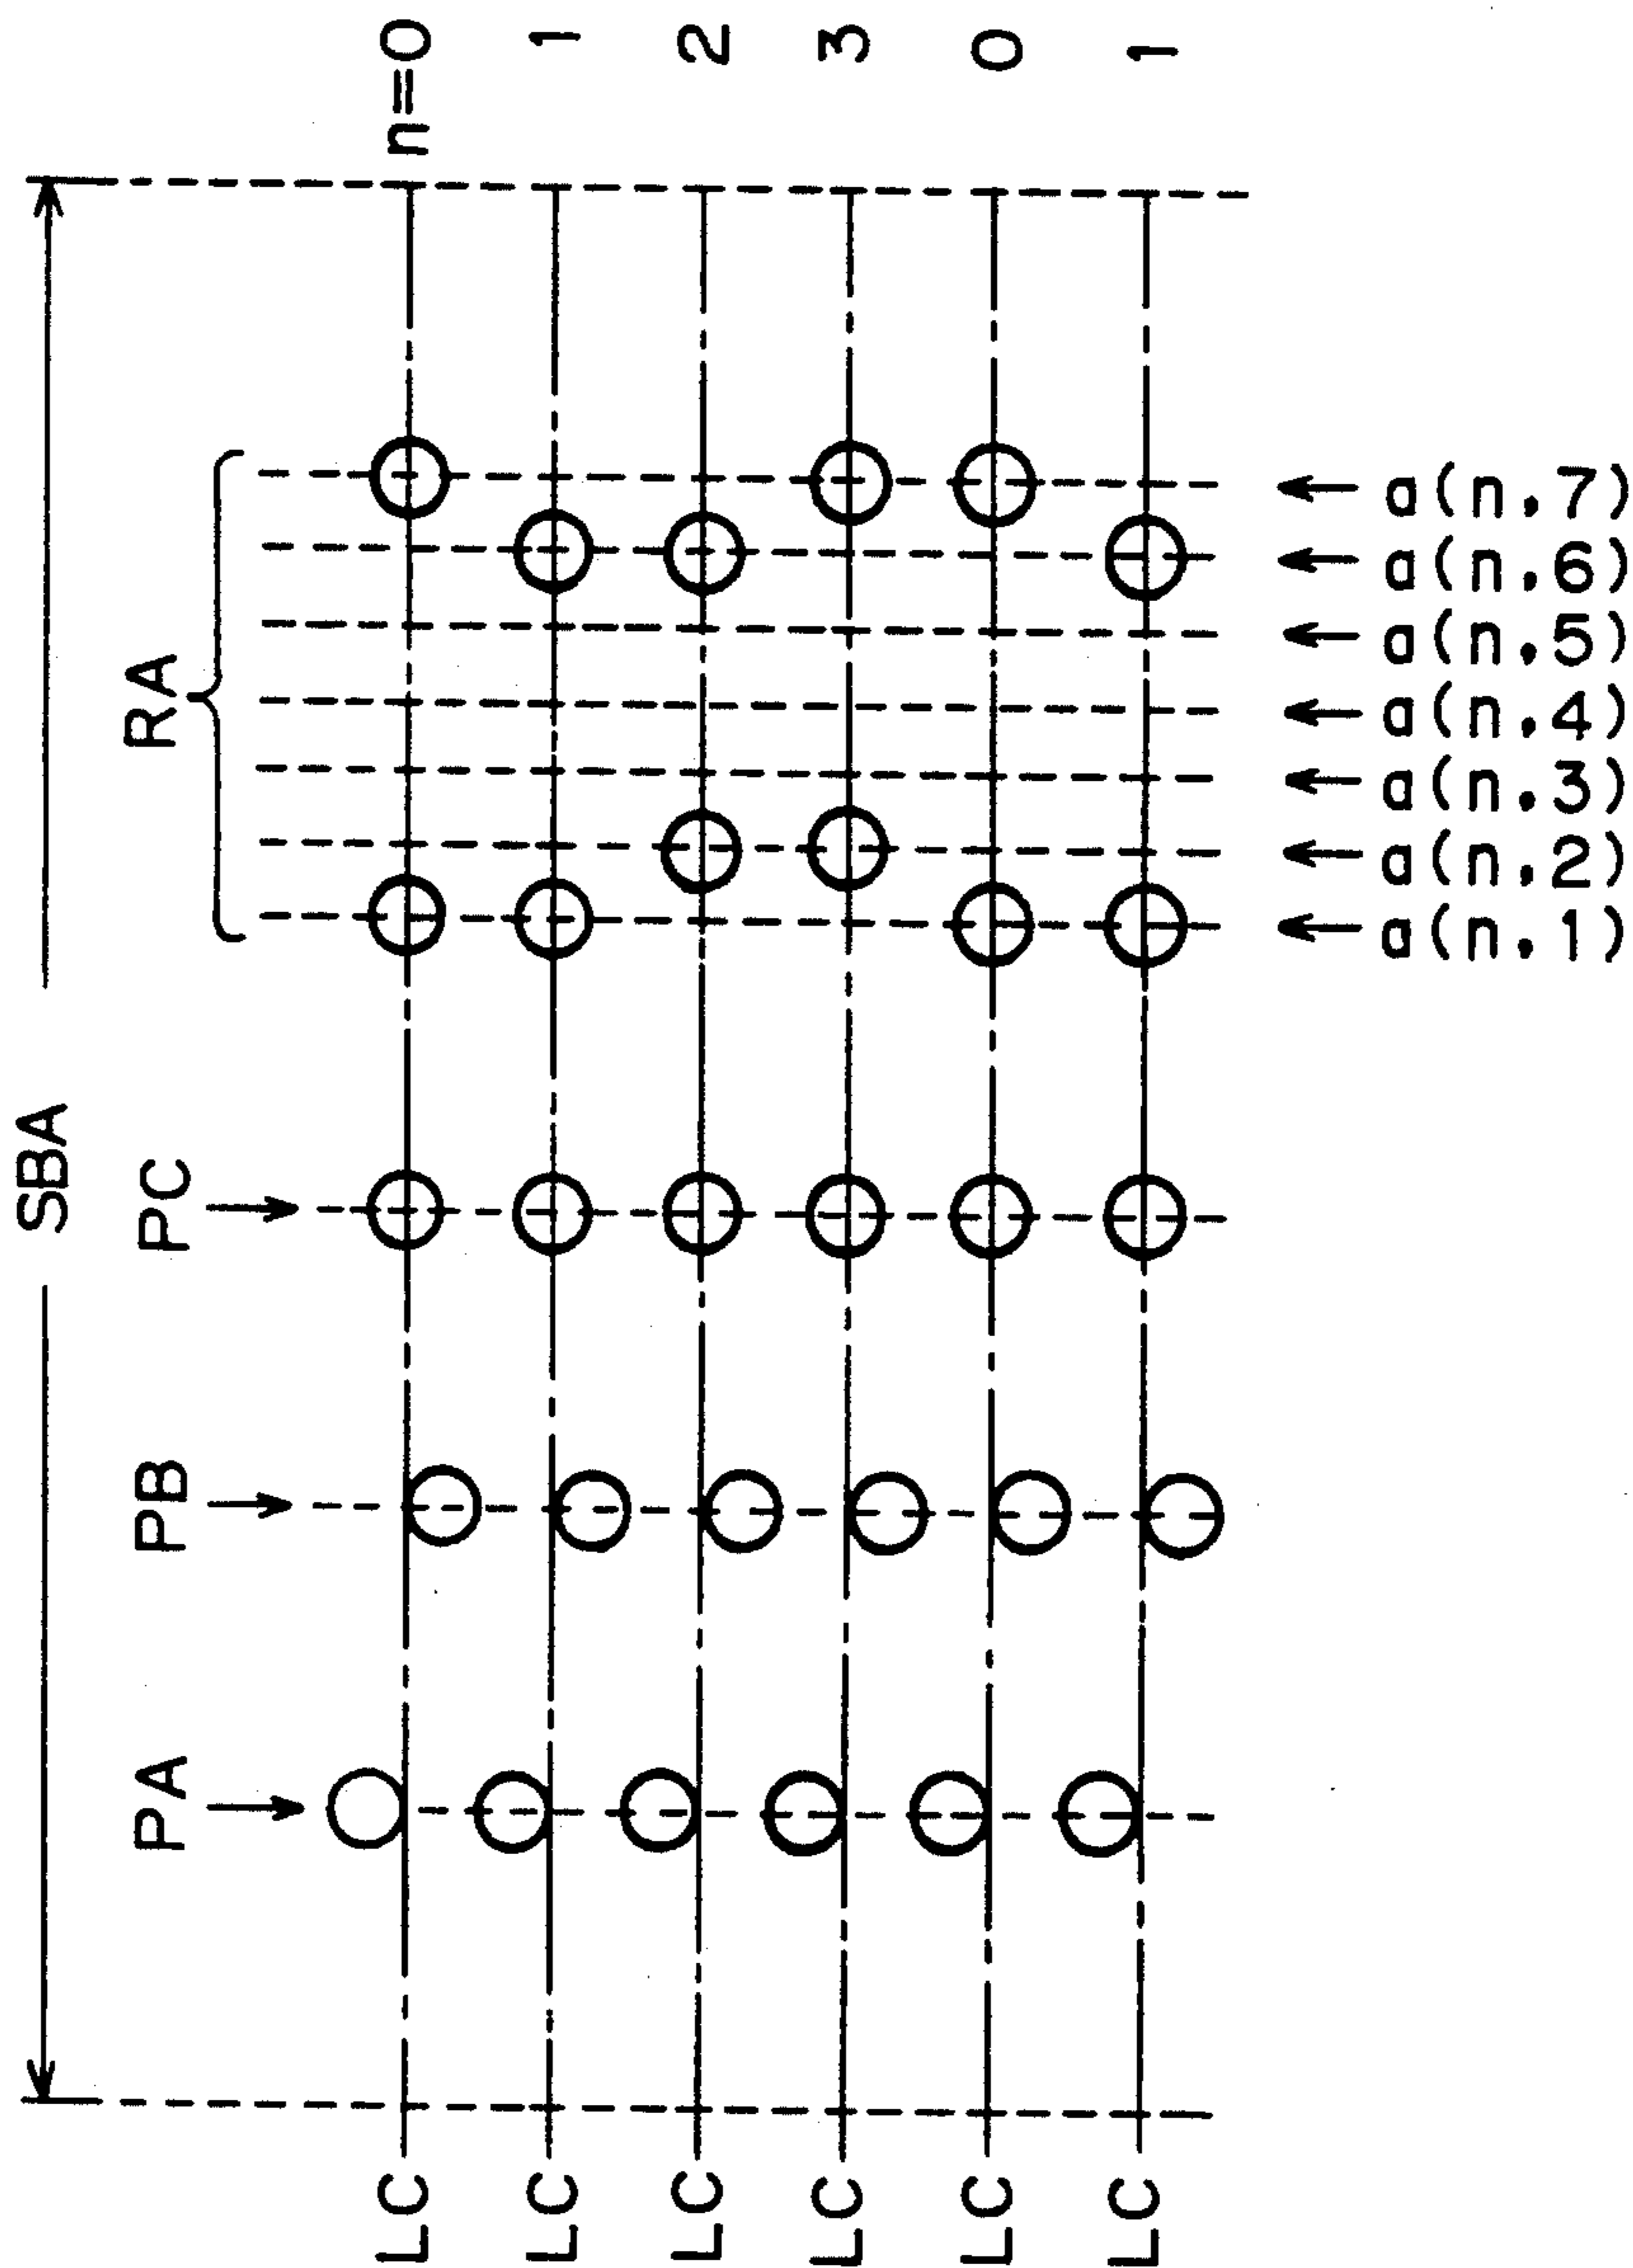 SBA
PA
PB
PC
RA
LC
n=0
LC
1
LC
2
LC
3
LC
0
LC
1
a(n,1)
a(n,2)
a(n,3)
a(n,4)
a(n,5)
a(n,6)
a(n,7)